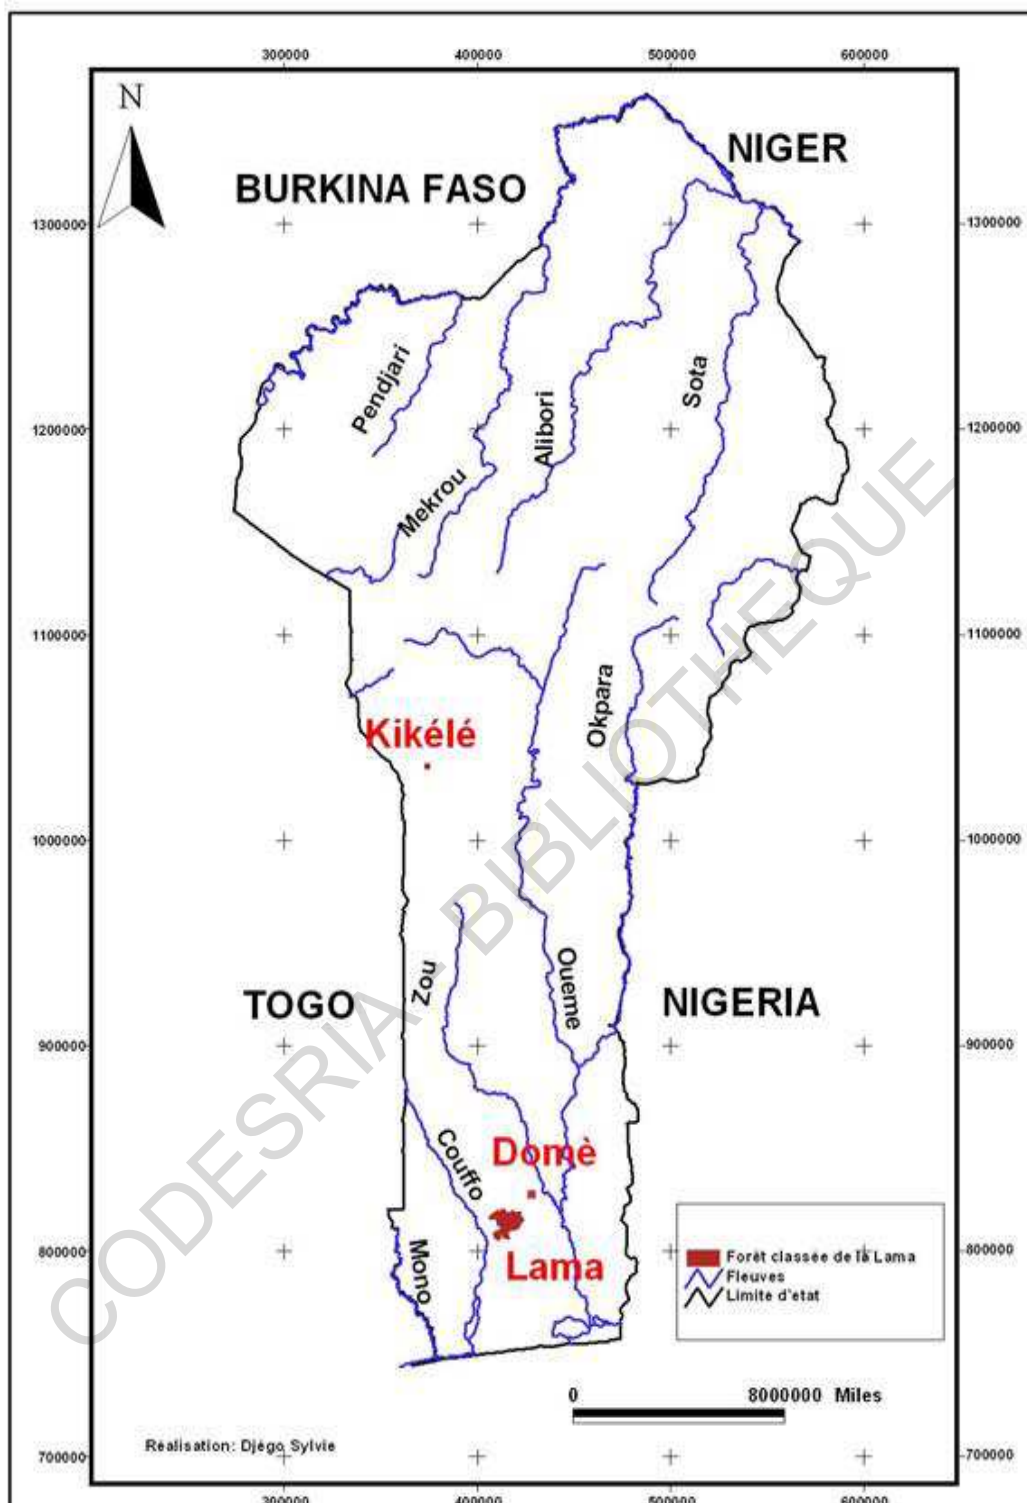 300000 400000 500000 600000
N
NIGER
BURKINA FASO
1300000 1300000
Pendjari
Alibori
Sota
1200000 1200000
Mekrou
1100000 1100000
Okpara
Kikélé
1000000 1000000
Zou
Oueme
TOGO
NIGERIA
900000 900000
Couffo
Domè
Mono
Lama
800000 800000
Forêt classée de la Lama
Fleuves
Limite d'etat
0 8000000 Miles
Réalisation: Djègo Sylvie
700000 700000
300000 400000 500000 600000
CODESRIA - BIBLIOTHEQUE